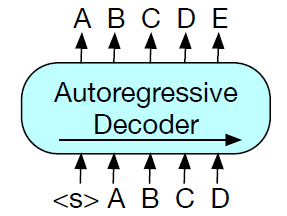 A B C D E
Autoregressive
Decoder
<s> A B C D